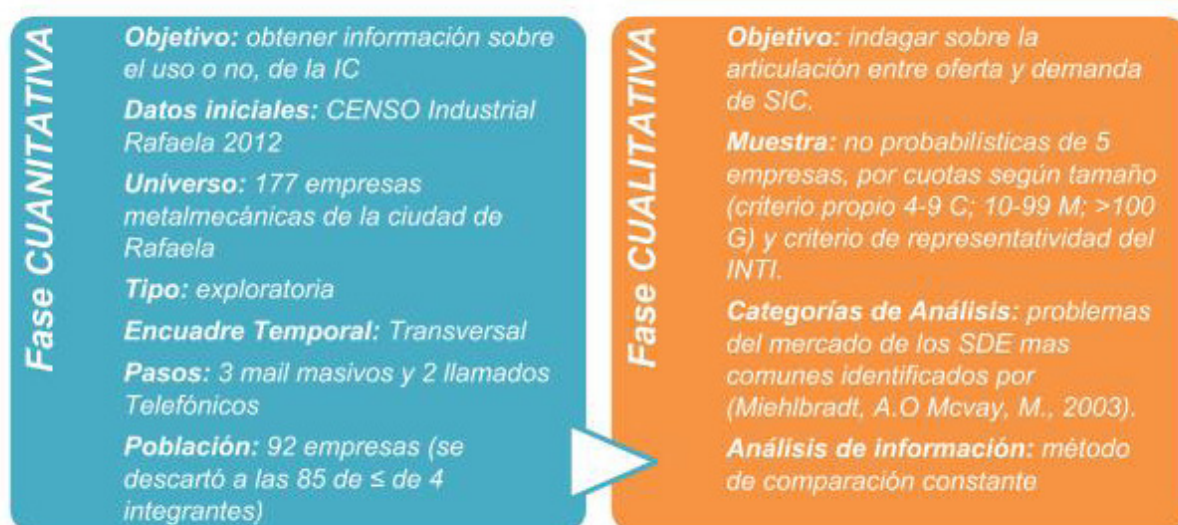 Fase CUANITATIVA
Objetivo: obtener información sobre
el uso o no, de la IC
Datos iniciales: CENSO Industrial
Rafaela 2012
Universo: 177 empresas
metalmecánicas de la ciudad de
Rafaela
Tipo: exploratoria
Encuadre Temporal: Transversal
Pasos: 3 mail masivos y 2 llamados
Telefónicos
Población: 92 empresas (se
descartó a las 85 de ≤ de 4
integrantes)
Fase CUALITATIVA
Objetivo: indagar sobre la
articulación entre oferta y demanda
de SIC.
Muestra: no probabilísticas de 5
empresas, por cuotas según tamaño
(criterio propio 4-9 C; 10-99 M; >100
G) y criterio de representatividad del
INTI.
Categorías de Análisis: problemas
del mercado de los SDE mas
comunes identificados por
(Miehlbradt, A.O Mcvay, M., 2003).
Análisis de información: método
de comparación constante